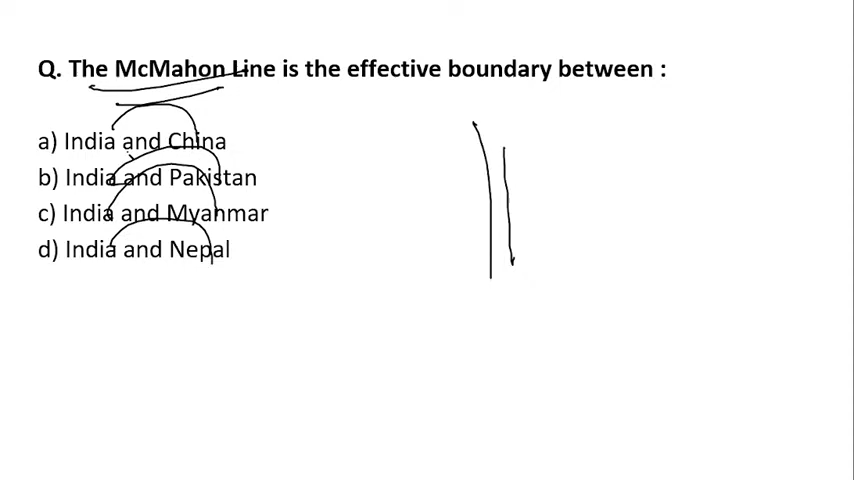 Q. The McMahon Line is the effective boundary between :
a) India and China
b) India and Pakistan
c) India and Myanmar
d) India and Nepal